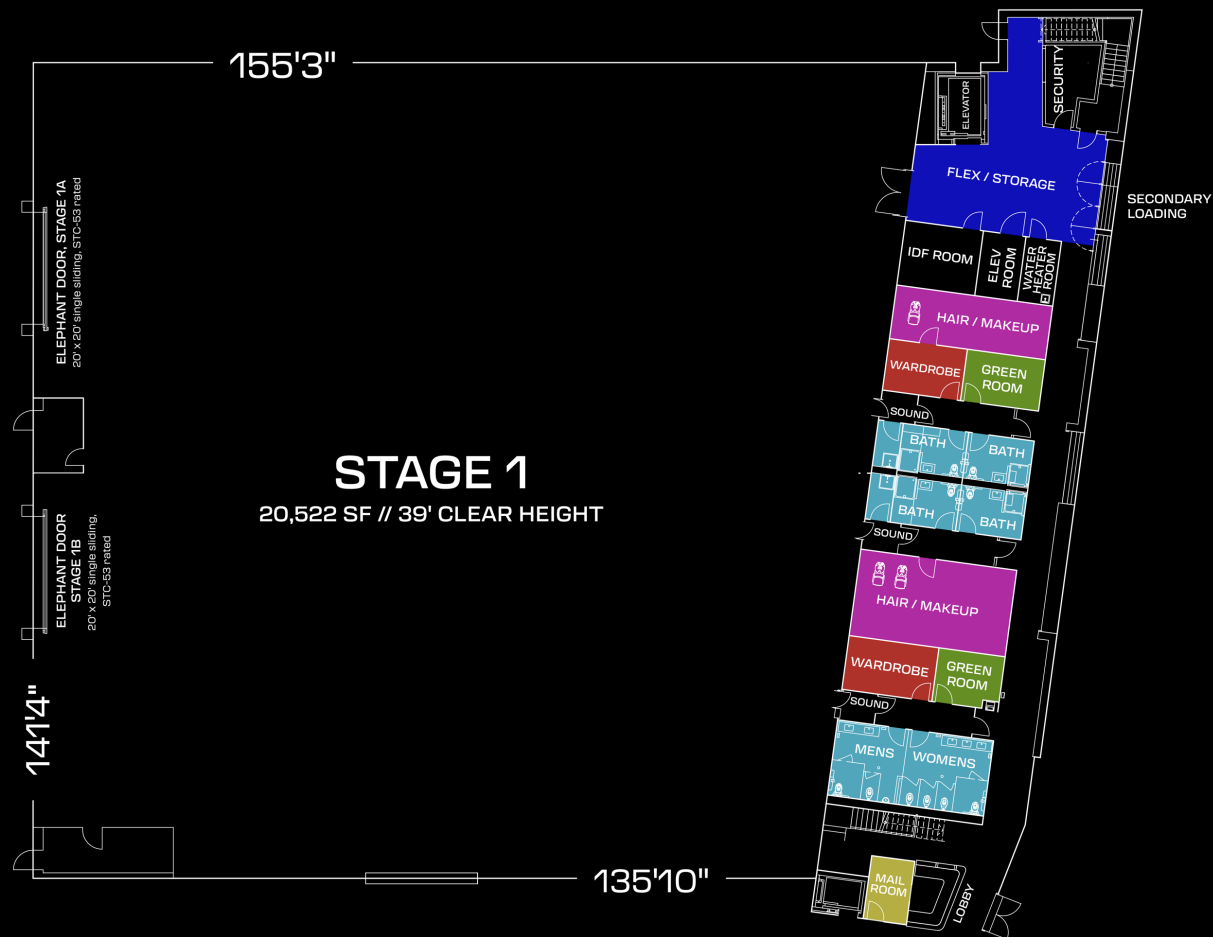 155'3"
ELEVATOR
SECURITY
FLEX / STORAGE
SECONDARY
LOADING
ELEPHANT DOOR, STAGE 1A
20' x 20' single sliding, STC-53 rated
IDF ROOM
ELEV
ROOM
WATER
HEATER
ROOM
HAIR / MAKEUP
WARDROBE
GREEN
ROOM
SOUND
BATH
BATH
STAGE 1
20,522 SF // 39' CLEAR HEIGHT
BATH
BATH
SOUND
ELEPHANT DOOR
STAGE 1B
20' x 20' single sliding,
STC-53 rated
HAIR / MAKEUP
WARDROBE
GREEN
ROOM
SOUND
141'4"
MENS
WOMENS
135'10"
MAIL
ROOM
LOBBY